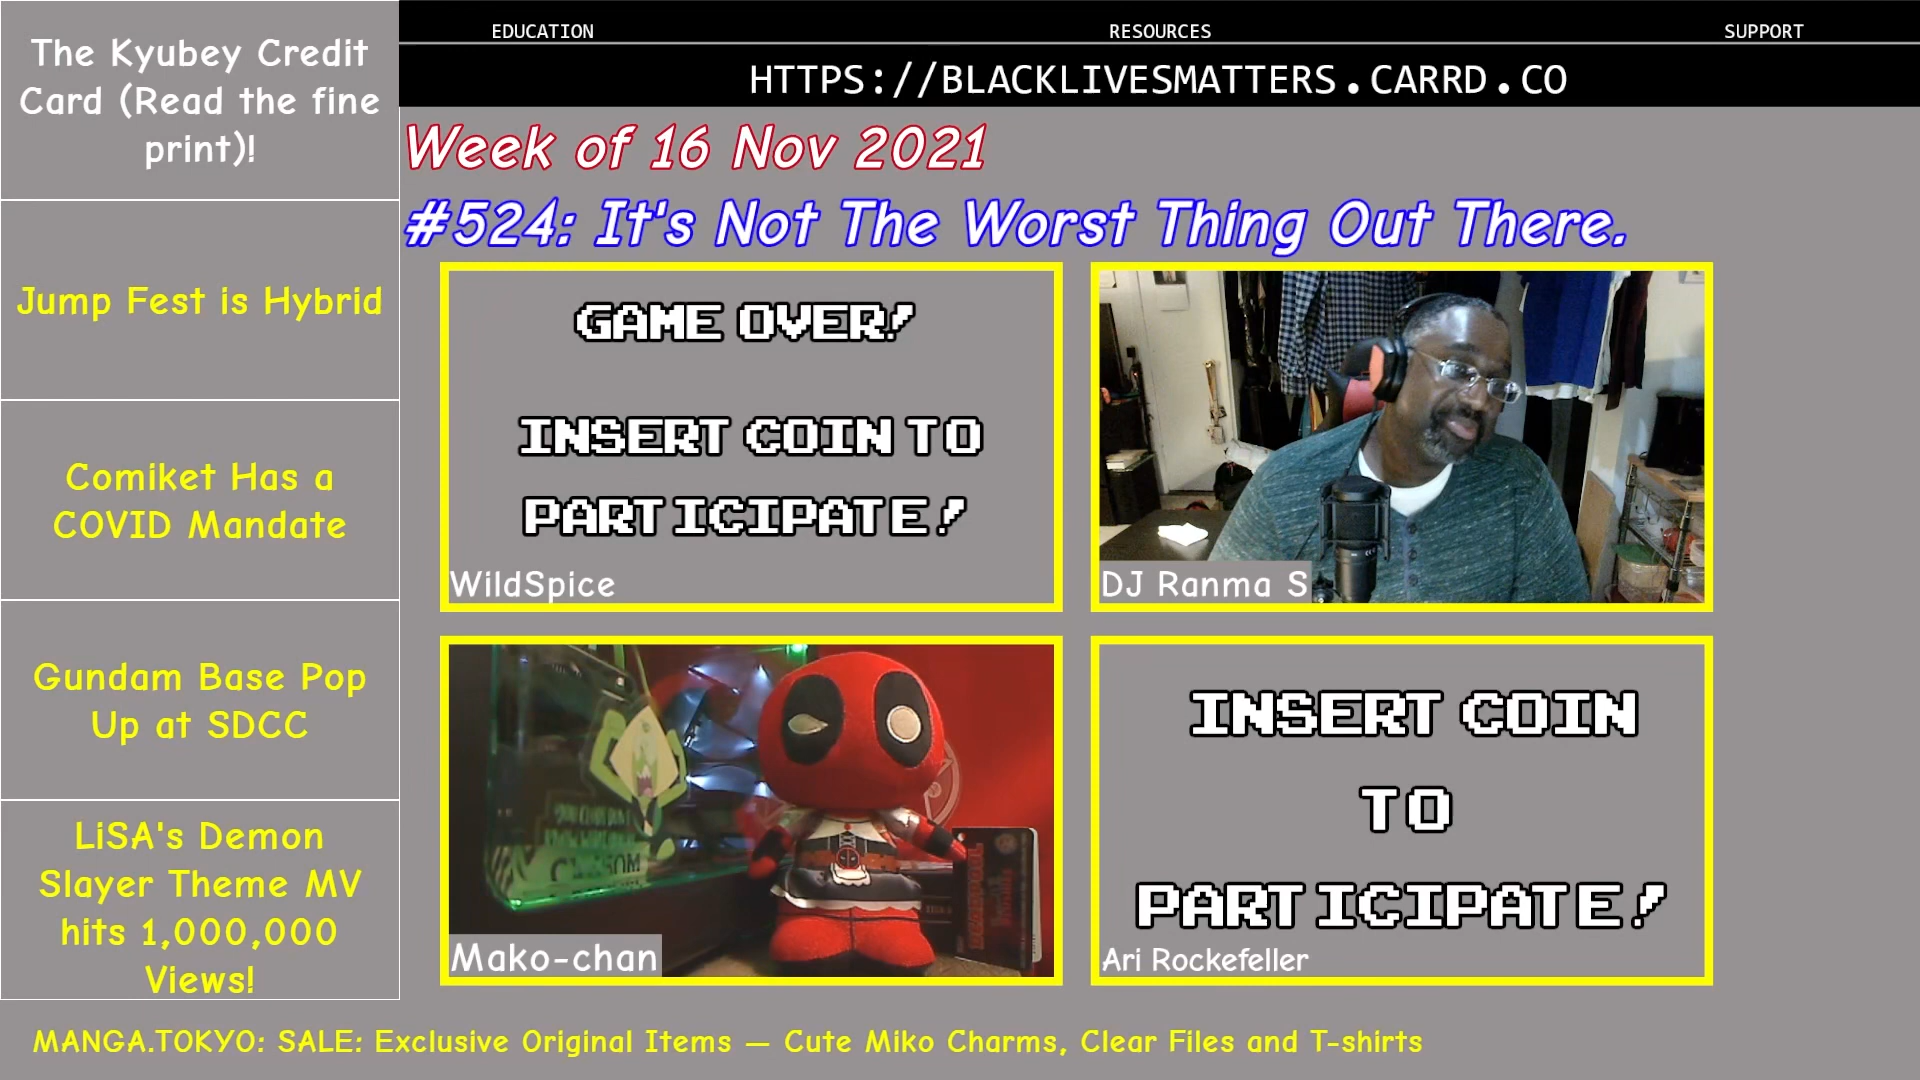 The Kyubey Credit
Card (Read the fine
print)!
Jump Fest is Hybrid
Comiket Has a
COVID Mandate
Gundam Base Pop
Up at SDCC
LiSA's Demon
Slayer Theme MV
hits 1,000,000
Views!
EDUCATION RESOURCES SUPPORT
HTTPS://BLACKLIVESMATTERS.CARRD.CO
Week of 16 Nov 2021
#524: It's Not The Worst Thing Out There.
GAME OVER!
INSERT COIN TO
PARTICIPATE!
WildSpice
DJ Ranma S
Mako-chan
DEADPOOL
INSERT COIN
TO
PARTICIPATE!
Ari Rockefeller
MANGA.TOKYO: SALE: Exclusive Original Items — Cute Miko Charms, Clear Files and T-shirts